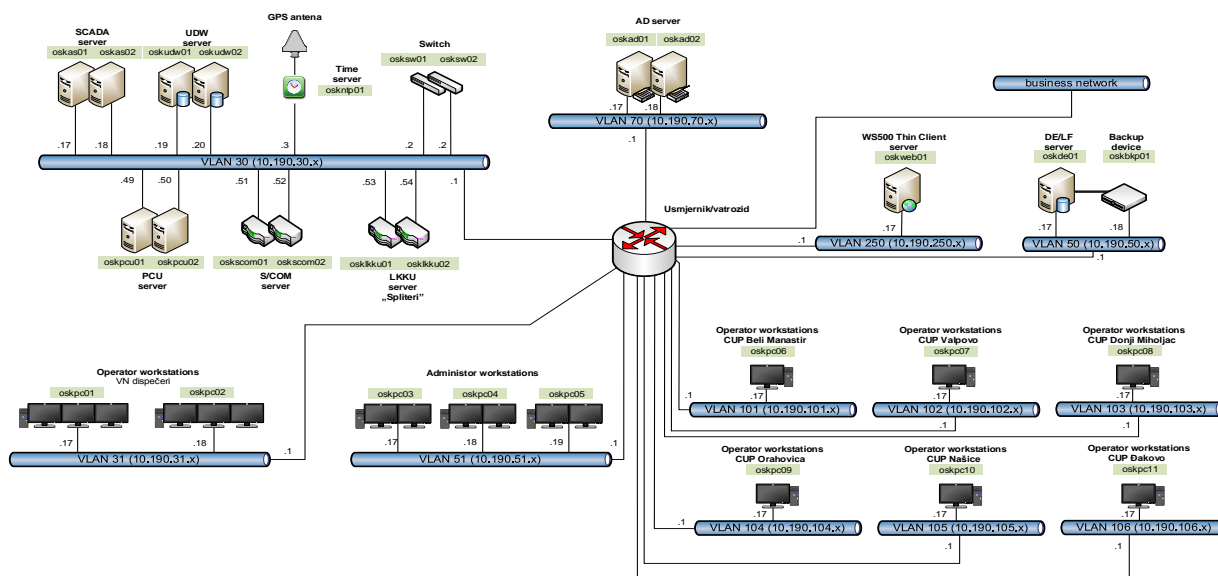 GPS antena
SCADA server
oskas01 oskas02
UDW server
oskudw01 oskudw02
Time server
oskntp01
Switch
osksw01 osksw02
.17 .18 .19 .20 .3 .2 .2
VLAN 30 (10.190.30.x)
.49 .50 .51 .52 .53 .54 .1
oskpcu01 oskpcu02
PCU server
oskscom01 oskscom02
S/COM server
osklkku01 osklkku02
LKKU server
„Spliteri”
AD server
oskad01 oskad02
.17 .18
VLAN 70 (10.190.70.x)
.1
business network
Usmjernik/vatrozid
WS500 Thin Client server
oskweb01
.17
VLAN 250 (10.190.250.x)
.1
DE/LF server
oskde01
Backup device
oskbkp01
.17 .18
VLAN 50 (10.190.50.x)
.1
Operator workstations
VN dispečeri
oskpc01 oskpc02
.17 .18
VLAN 31 (10.190.31.x)
.1
Administor workstations
oskpc03 oskpc04 oskpc05
.17 .18 .19 .1
VLAN 51 (10.190.51.x)
Operator workstations
CUP Beli Manastir
oskpc06
.17
.1
VLAN 101 (10.190.101.x)
Operator workstations
CUP Valpovo
oskpc07
.17
VLAN 102 (10.190.102.x)
.1
Operator workstations
CUP Donji Miholjac
oskpc08
.17
VLAN 103 (10.190.103.x)
.1
Operator workstations
CUP Orahovica
oskpc09
.17
.1
VLAN 104 (10.190.104.x)
Operator workstations
CUP Našice
oskpc10
.17
VLAN 105 (10.190.105.x)
.1
Operator workstations
CUP Đakovo
oskpc11
.17
VLAN 106 (10.190.106.x)
.1